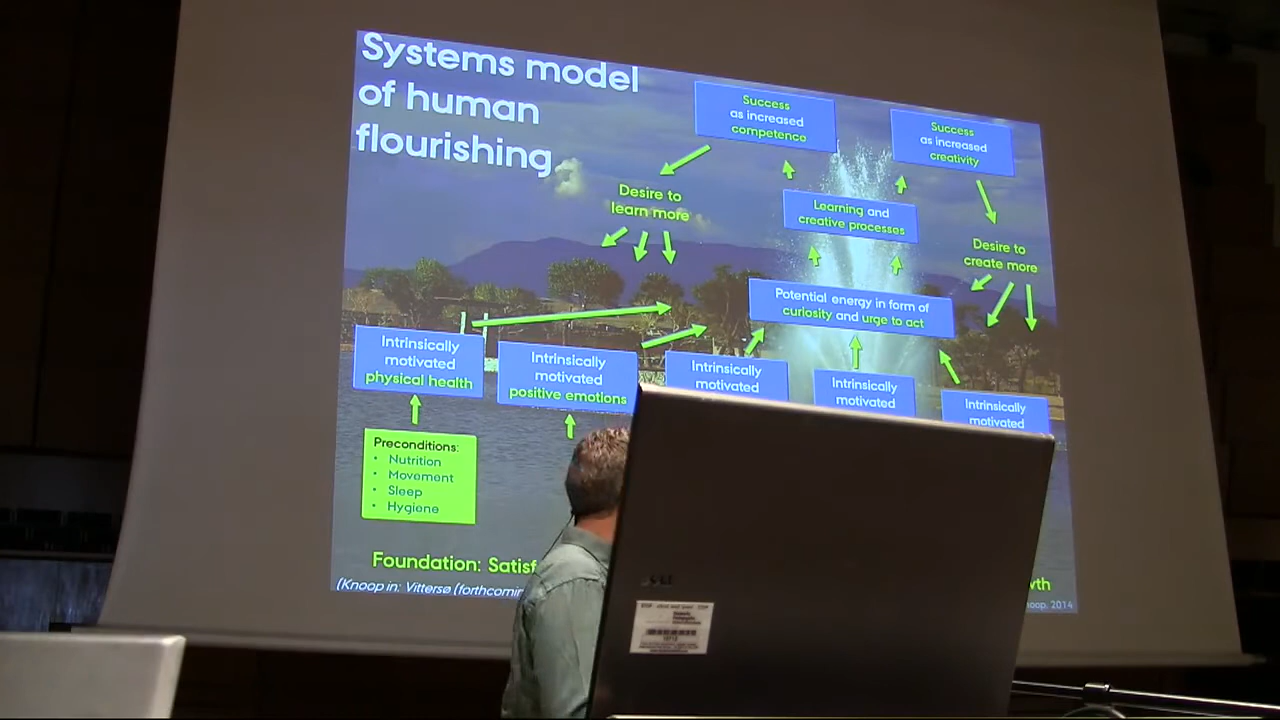 Systems model
of human
flourishing
Success
as increased
competence
Success
as increased
creativity
Desire to
learn more
Learning and
creative processes
Desire to
create more
Potential energy in form of
curiosity and urge to act
Intrinsically
motivated
physical health
Intrinsically
motivated
positive emotions
Intrinsically
motivated
Intrinsically
motivated
Intrinsically
motivated
Preconditions:
• Nutrition
• Movement
• Sleep
• Hygiene
Foundation: Satisf
wth
(Knoop in: Vittersø (forthcomin
noop, 2014